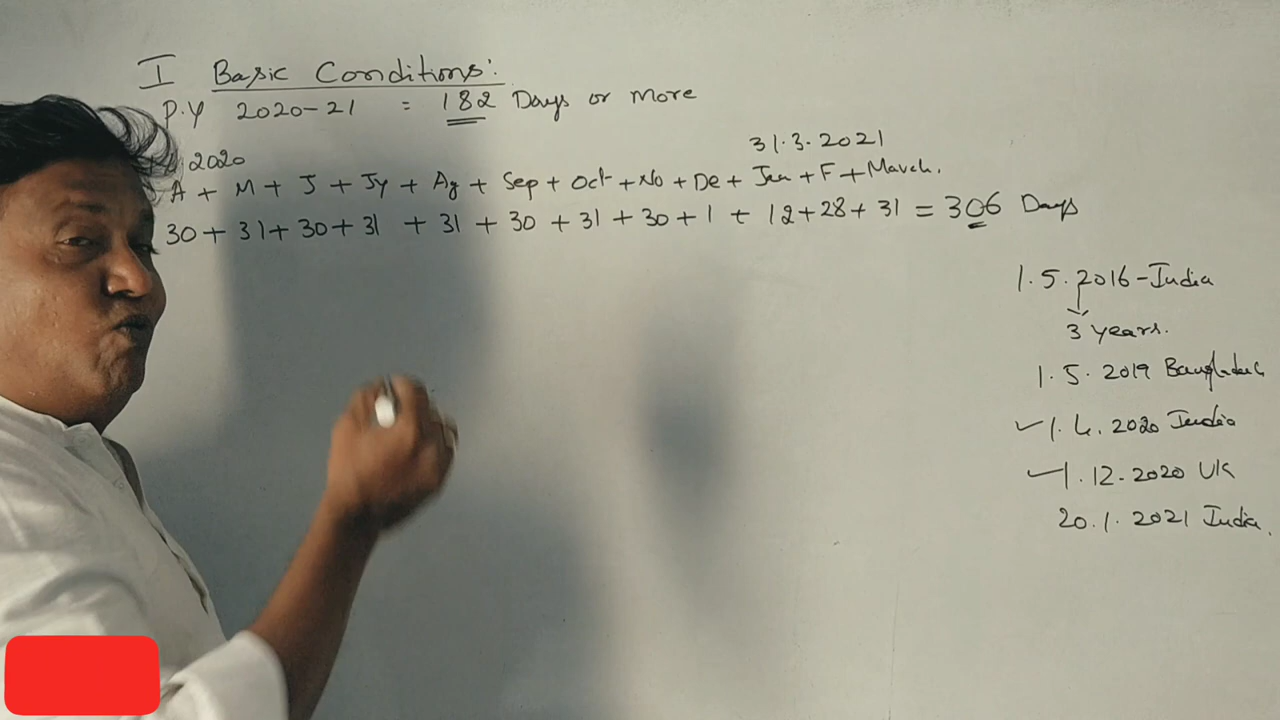 I Basic Conditions:
P.Y 2020-21 = 182 Days or More
2020
31.3.2021
A + M + J + Jy + Ag + Sep + Oct + No + De + Jan + F + March.
30 + 31 + 30 + 31 + 31 + 30 + 31 + 30 + 1 + 12 + 28 + 31 = 306 Days
1.5.2016 - India
3 years.
1.5.2019 Bangladesh
✓1.4.2020 India
✓1.12.2020 UK
20.1.2021 India.